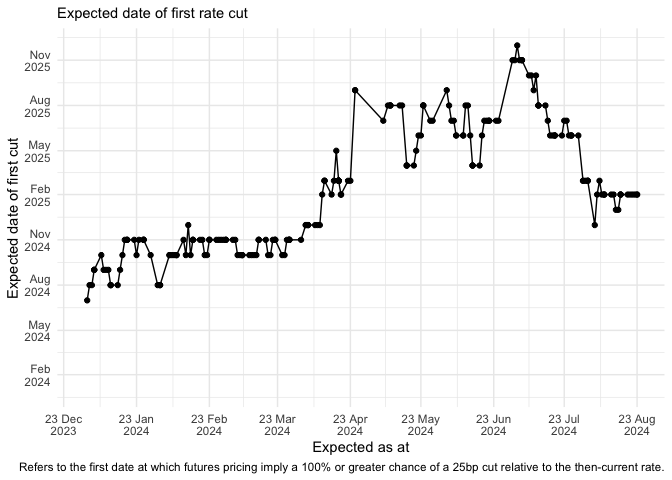 Expected date of first rate cut
Expected date of first cut
Nov
2025
Aug
2025
May
2025
Feb
2025
Nov
2024
Aug
2024
May
2024
Feb
2024
23 Dec
2023
23 Jan
2024
23 Feb
2024
23 Mar
2024
23 Apr
2024
23 May
2024
23 Jun
2024
23 Jul
2024
23 Aug
2024
Expected as at
Refers to the first date at which futures pricing imply a 100% or greater chance of a 25bp cut relative to the then-current rate.